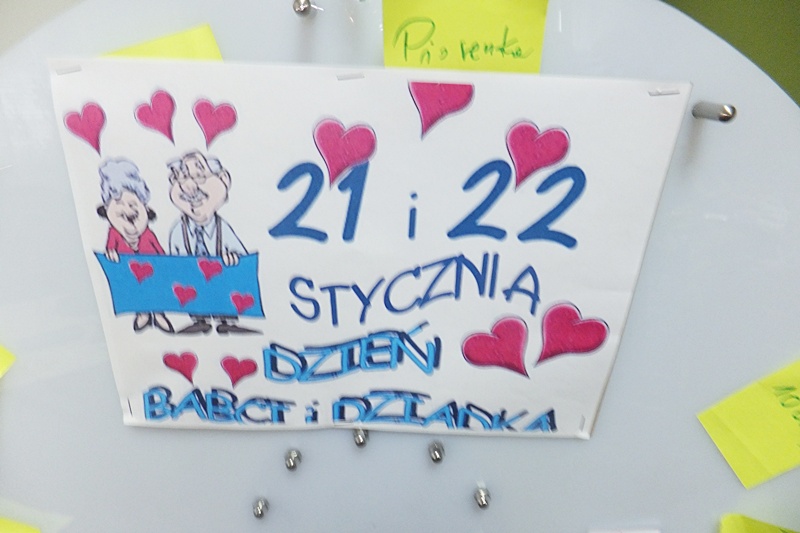 Piosenka
21 i 22
STYCZNIA
DZIEŃ
BABCI i DZIADKA